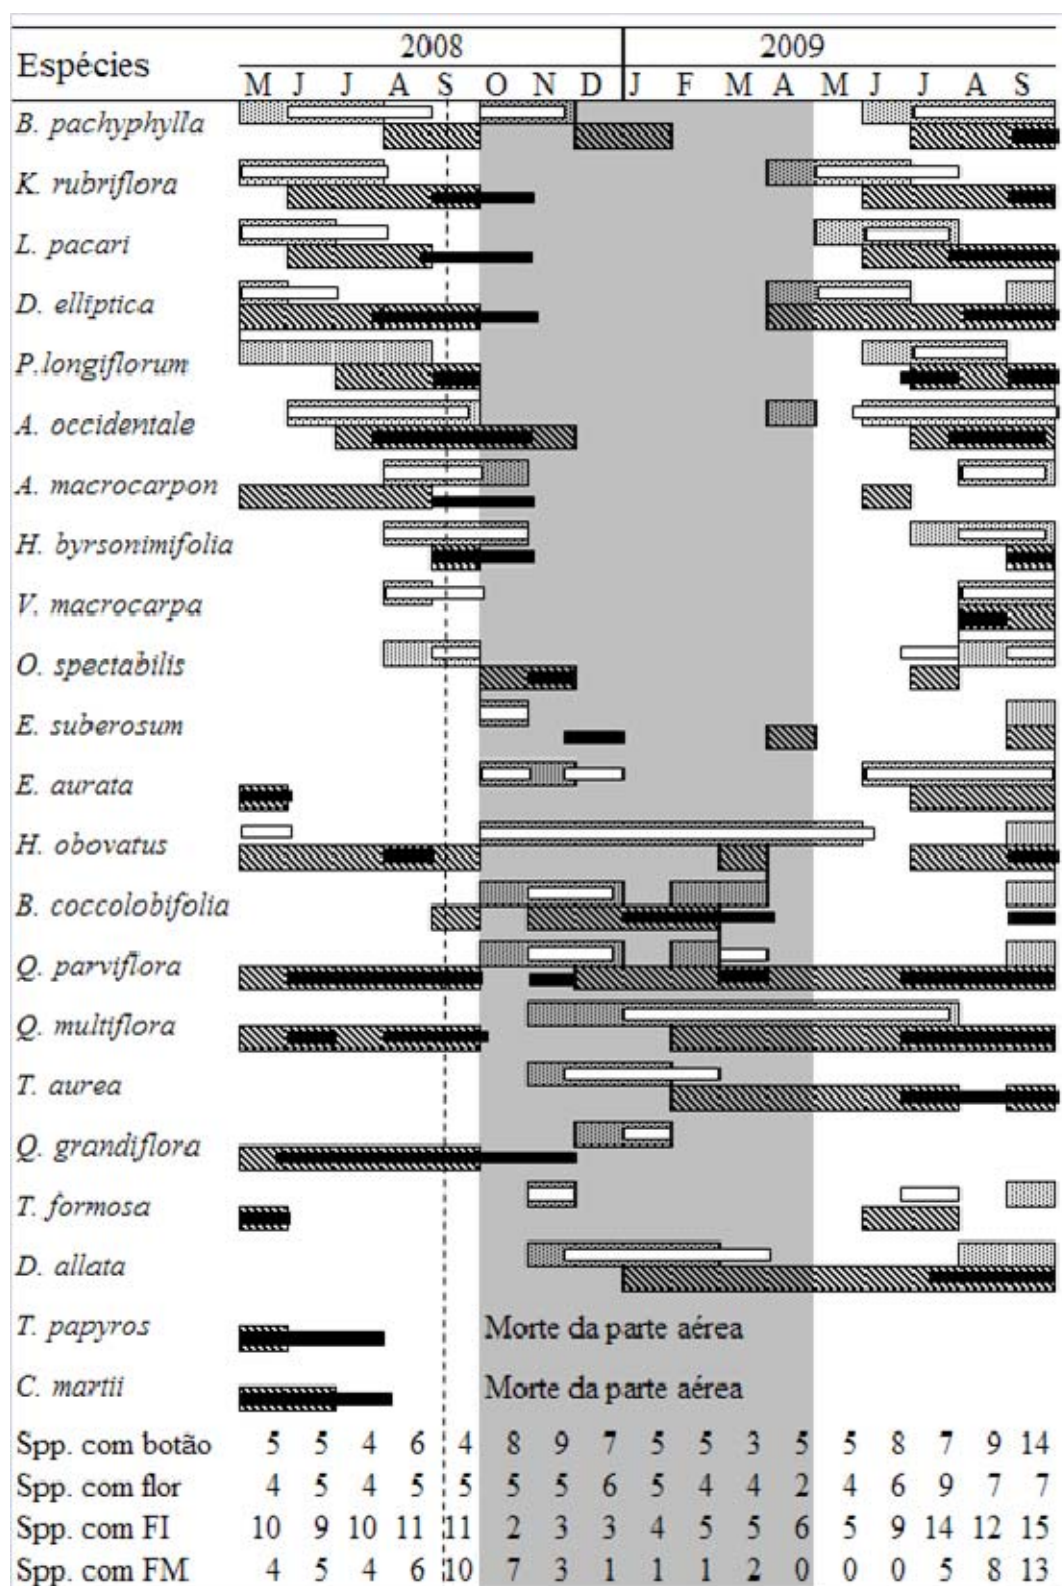 Espécies 2008 2009
M J J A S O N D J F M A M J J A S
B. pachyphylla
K. rubriflora
L. pacari
D. elliptica
P.longiflorum
A. occidentale
A. macrocarpon
H. byrsonimifolia
V. macrocarpa
O. spectabilis
E. suberosum
E. aurata
H. obovatus
B. coccolobifolia
Q. parviflora
Q. multiflora
T. aurea
Q. grandiflora
T. formosa
D. allata
T. papyros Morte da parte aérea
C. martii Morte da parte aérea
Spp. com botão 5 5 4 6 4 8 9 7 5 5 3 5 5 8 7 9 14
Spp. com flor 4 5 4 5 5 5 5 6 5 4 4 2 4 6 9 7 7
Spp. com FI 10 9 10 11 11 2 3 3 4 5 5 6 5 9 14 12 15
Spp. com FM 4 5 4 6 10 7 3 1 1 1 2 0 0 0 5 8 13